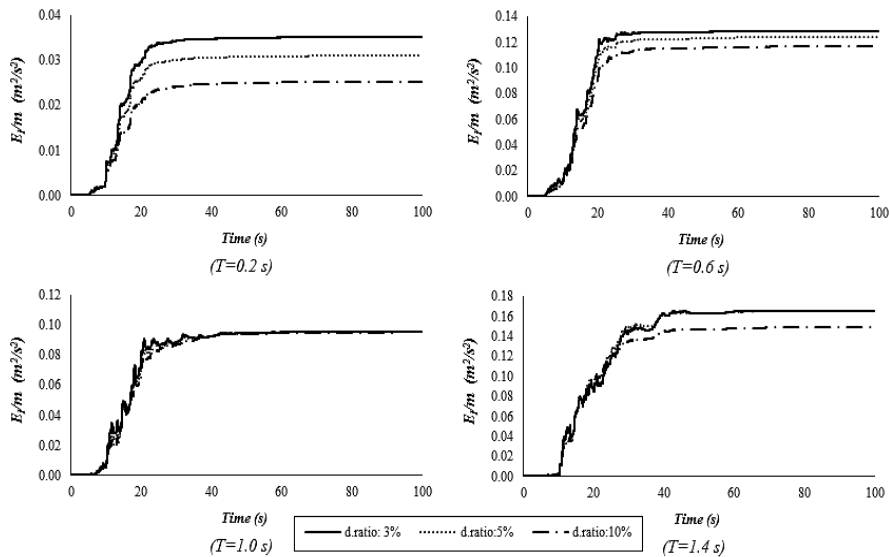 0.04
0.03
0.02
0.01
0.00
E_I/m (m²/s²)
0 20 40 60 80 100
Time (s)
(T=0.2 s)
0.14
0.12
0.10
0.08
0.06
0.04
0.02
0.00
E_I/m (m²/s²)
0 20 40 60 80 100
Time (s)
(T=0.6 s)
0.12
0.10
0.08
0.06
0.04
0.02
0.00
E_I/m (m²/s²)
0 20 40 60 80 100
Time (s)
(T=1.0 s)
0.18
0.16
0.14
0.12
0.10
0.08
0.06
0.04
0.02
0.00
E_I/m (m²/s²)
0 20 40 60 80 100
Time (s)
(T=1.4 s)
d.ratio: 3% d.ratio:5% d.ratio:10%